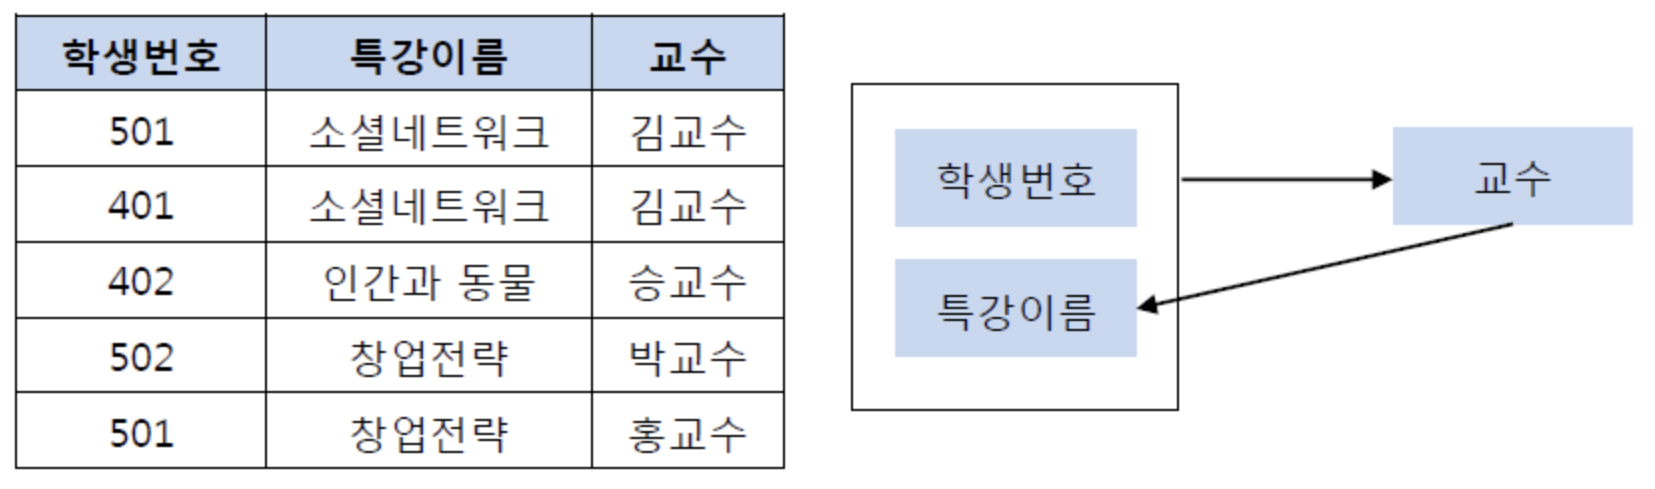 학생번호 특강이름 교수
501 소셜네트워크 김교수
401 소셜네트워크 김교수
402 인간과 동물 승교수
502 창업전략 박교수
501 창업전략 홍교수
학생번호
교수
특강이름